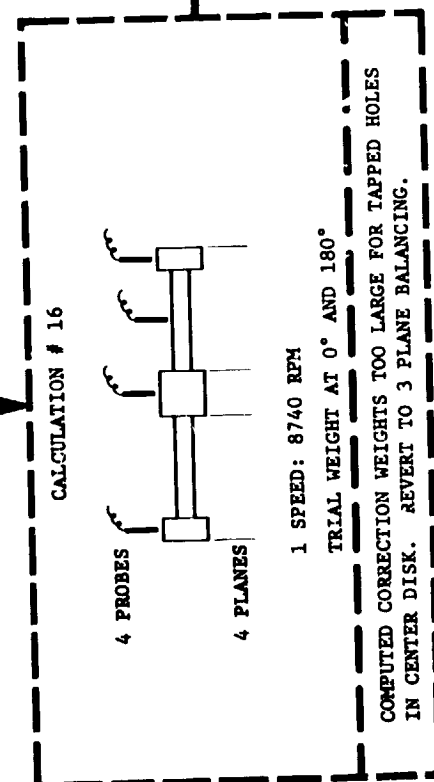 CALCULATION # 16
4 PROBES
4 PLANES
1 SPEED: 8740 RPM
TRIAL WEIGHT AT 0° AND 180°
COMPUTED CORRECTION WEIGHTS TOO LARGE FOR TAPPED HOLES
IN CENTER DISK. REVERT TO 3 PLANE BALANCING.